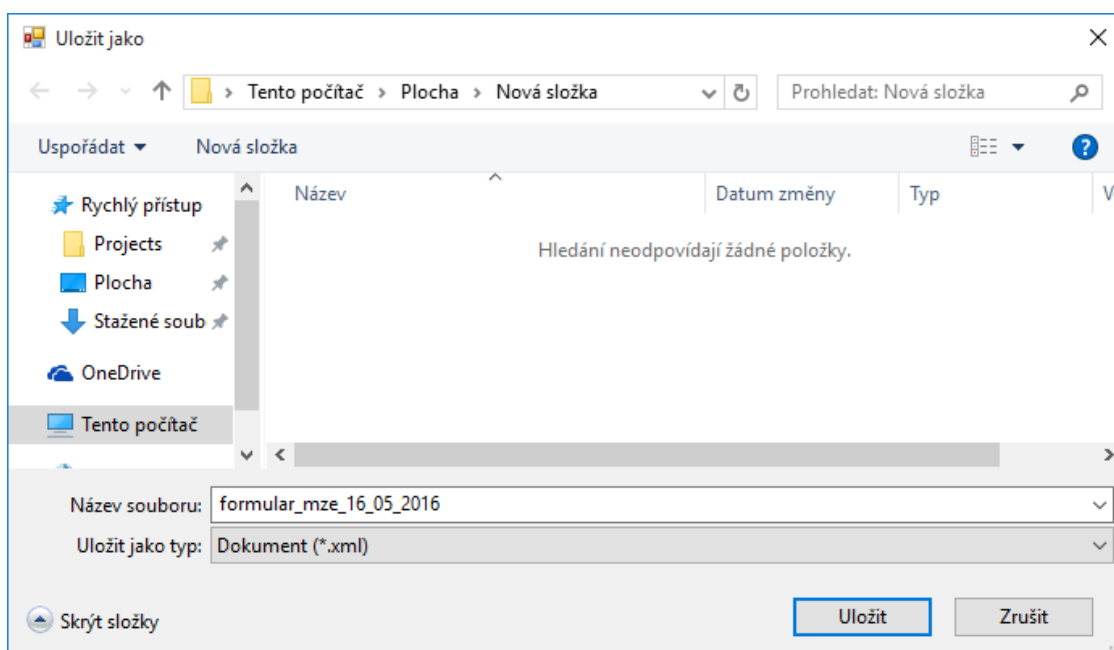 Uložit jako
Tento počítač › Plocha › Nová složka
Prohledat: Nová složka
Uspořádat
Nová složka
?
Název
Datum změny
Typ
Rychlý přístup
Projects
Plocha
Stažené soub
OneDrive
Tento počítač
Hledání neodpovídají žádné položky.
Název souboru: formular_mze_16_05_2016
Uložit jako typ: Dokument (*.xml)
Skrýt složky
Uložit
Zrušit